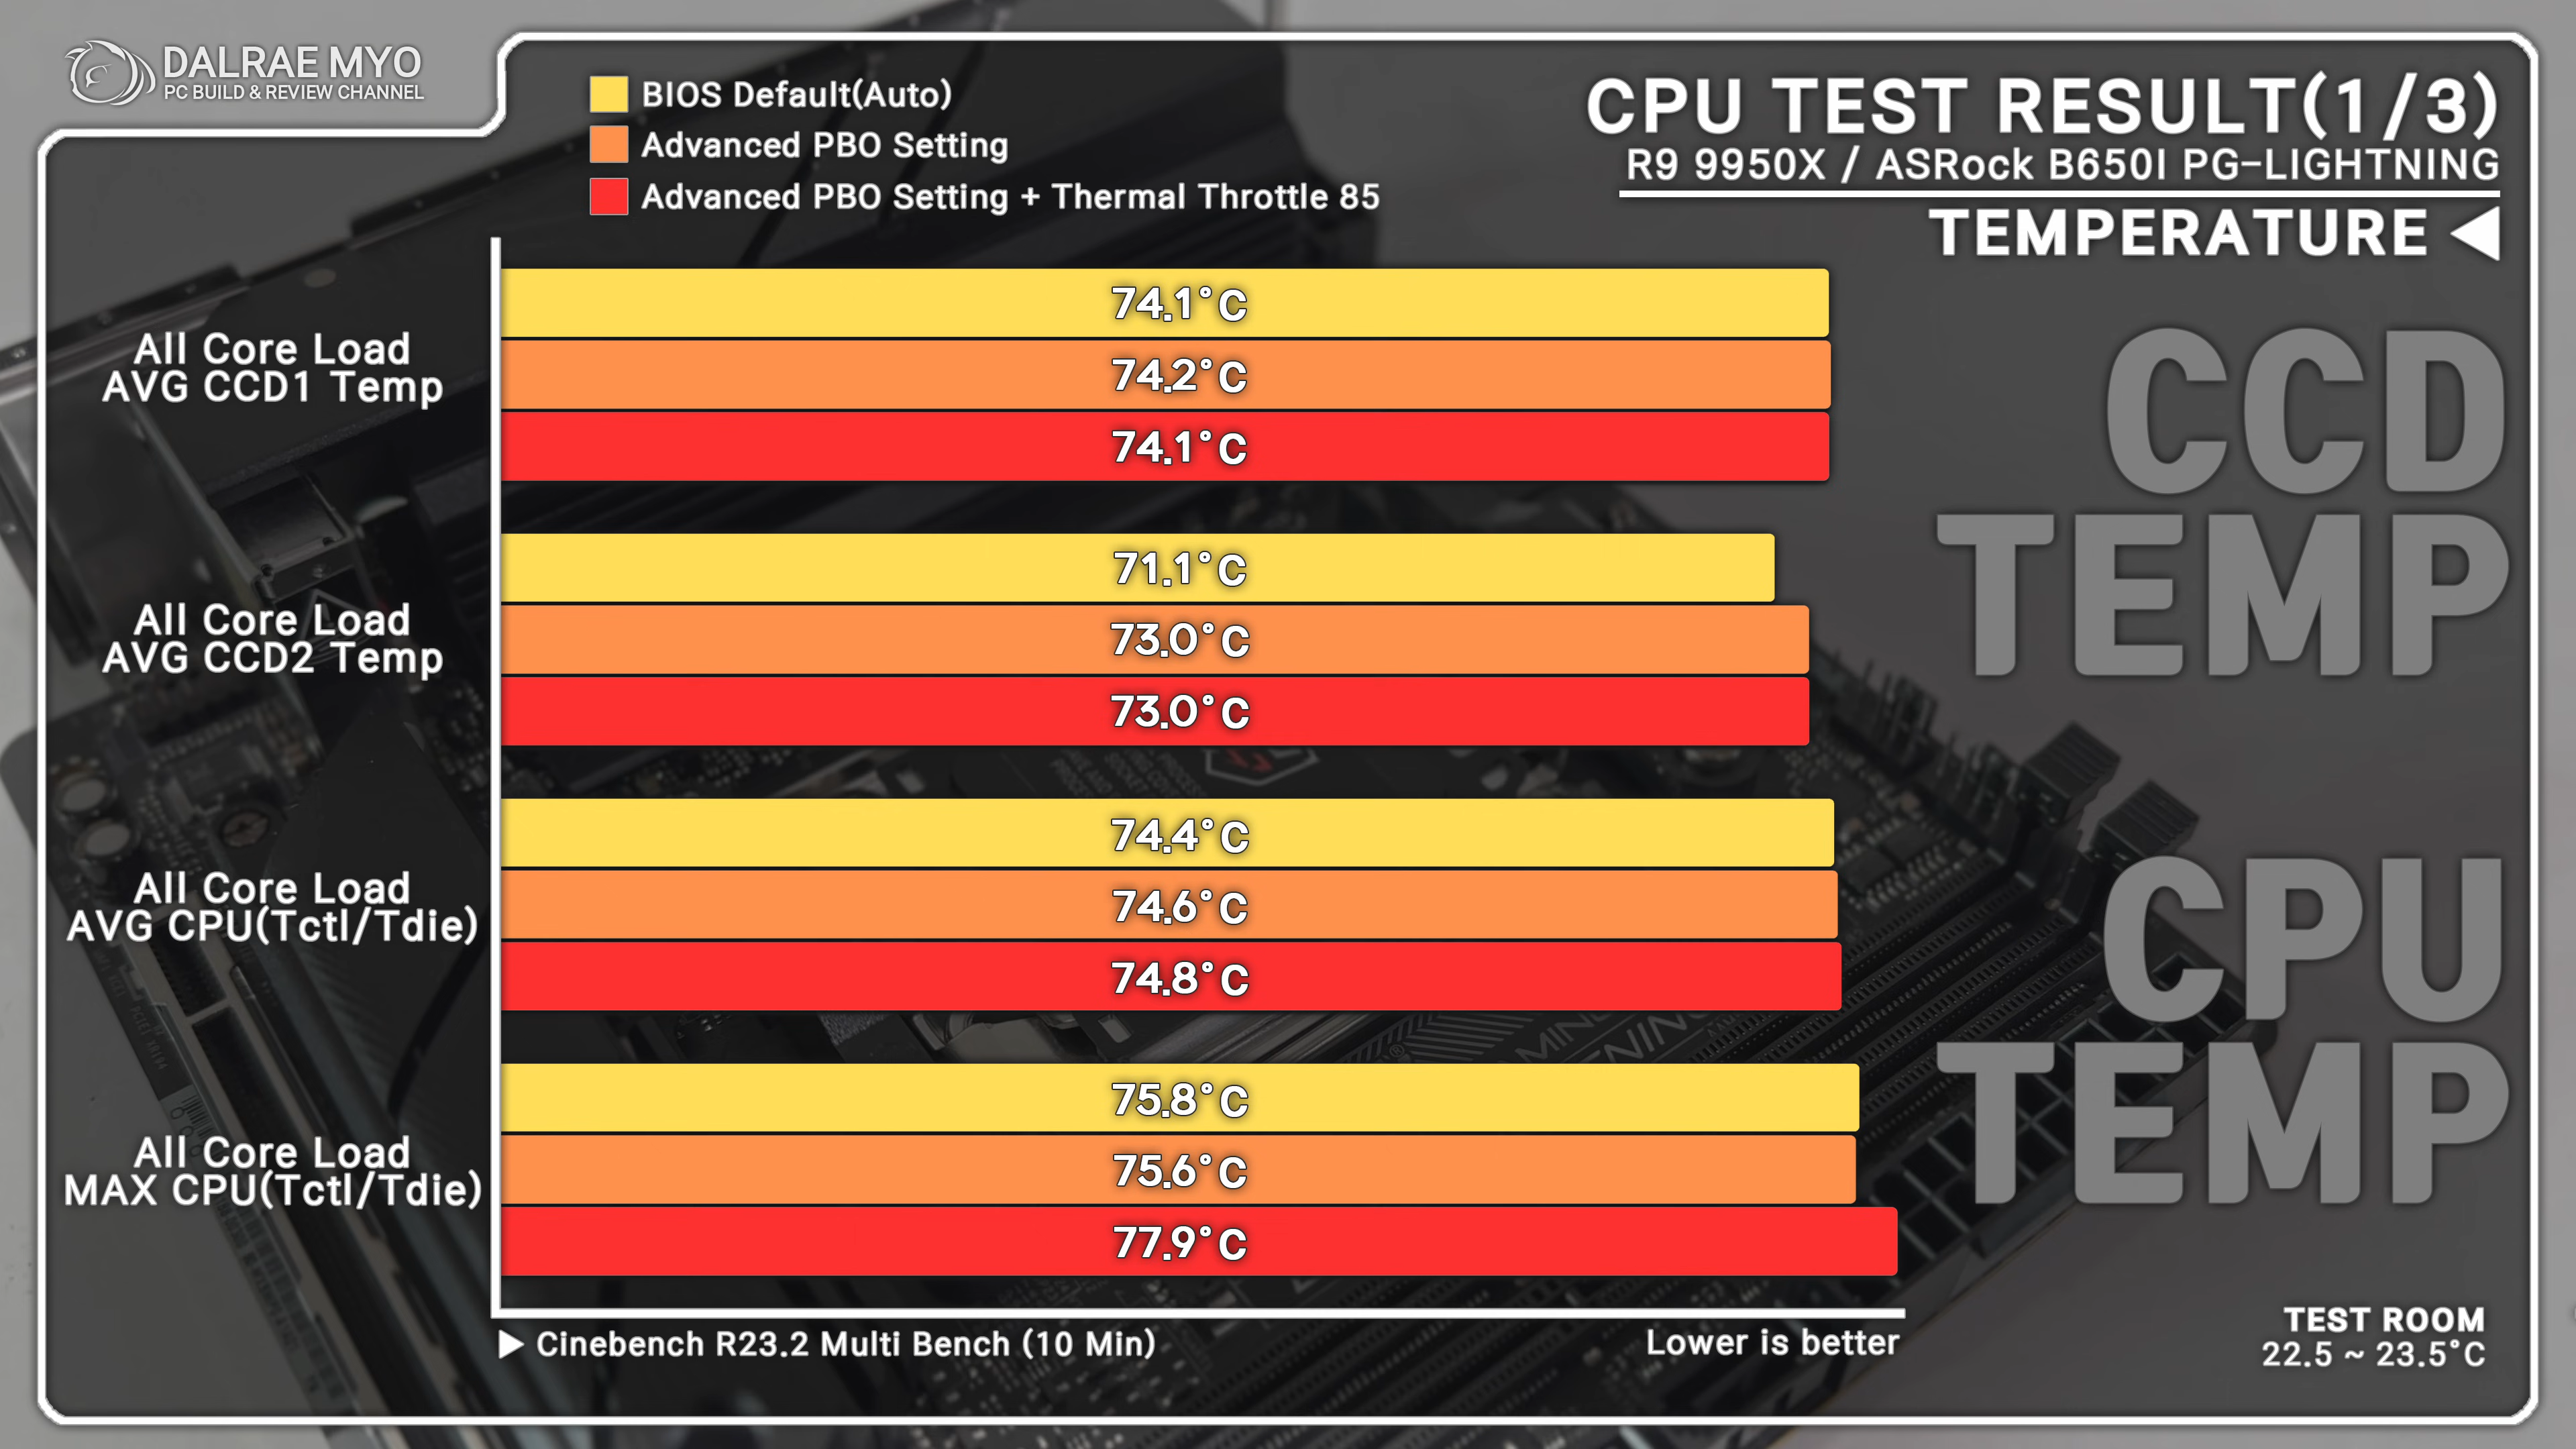 DALRAE MYO
PC BUILD & REVIEW CHANNEL
BIOS Default(Auto)
Advanced PBO Setting
Advanced PBO Setting + Thermal Throttle 85
CPU TEST RESULT(1/3)
R9 9950X / ASRock B650I PG-LIGHTNING
TEMPERATURE ◀
All Core Load
AVG CCD1 Temp
74.1°C
74.2°C
74.1°C
CCD
TEMP
All Core Load
AVG CCD2 Temp
71.1°C
73.0°C
73.0°C
All Core Load
AVG CPU(Tctl/Tdie)
74.4°C
74.6°C
74.8°C
CPU
TEMP
All Core Load
MAX CPU(Tctl/Tdie)
75.8°C
75.6°C
77.9°C
▶ Cinebench R23.2 Multi Bench (10 Min)
Lower is better
TEST ROOM
22.5 ~ 23.5°C